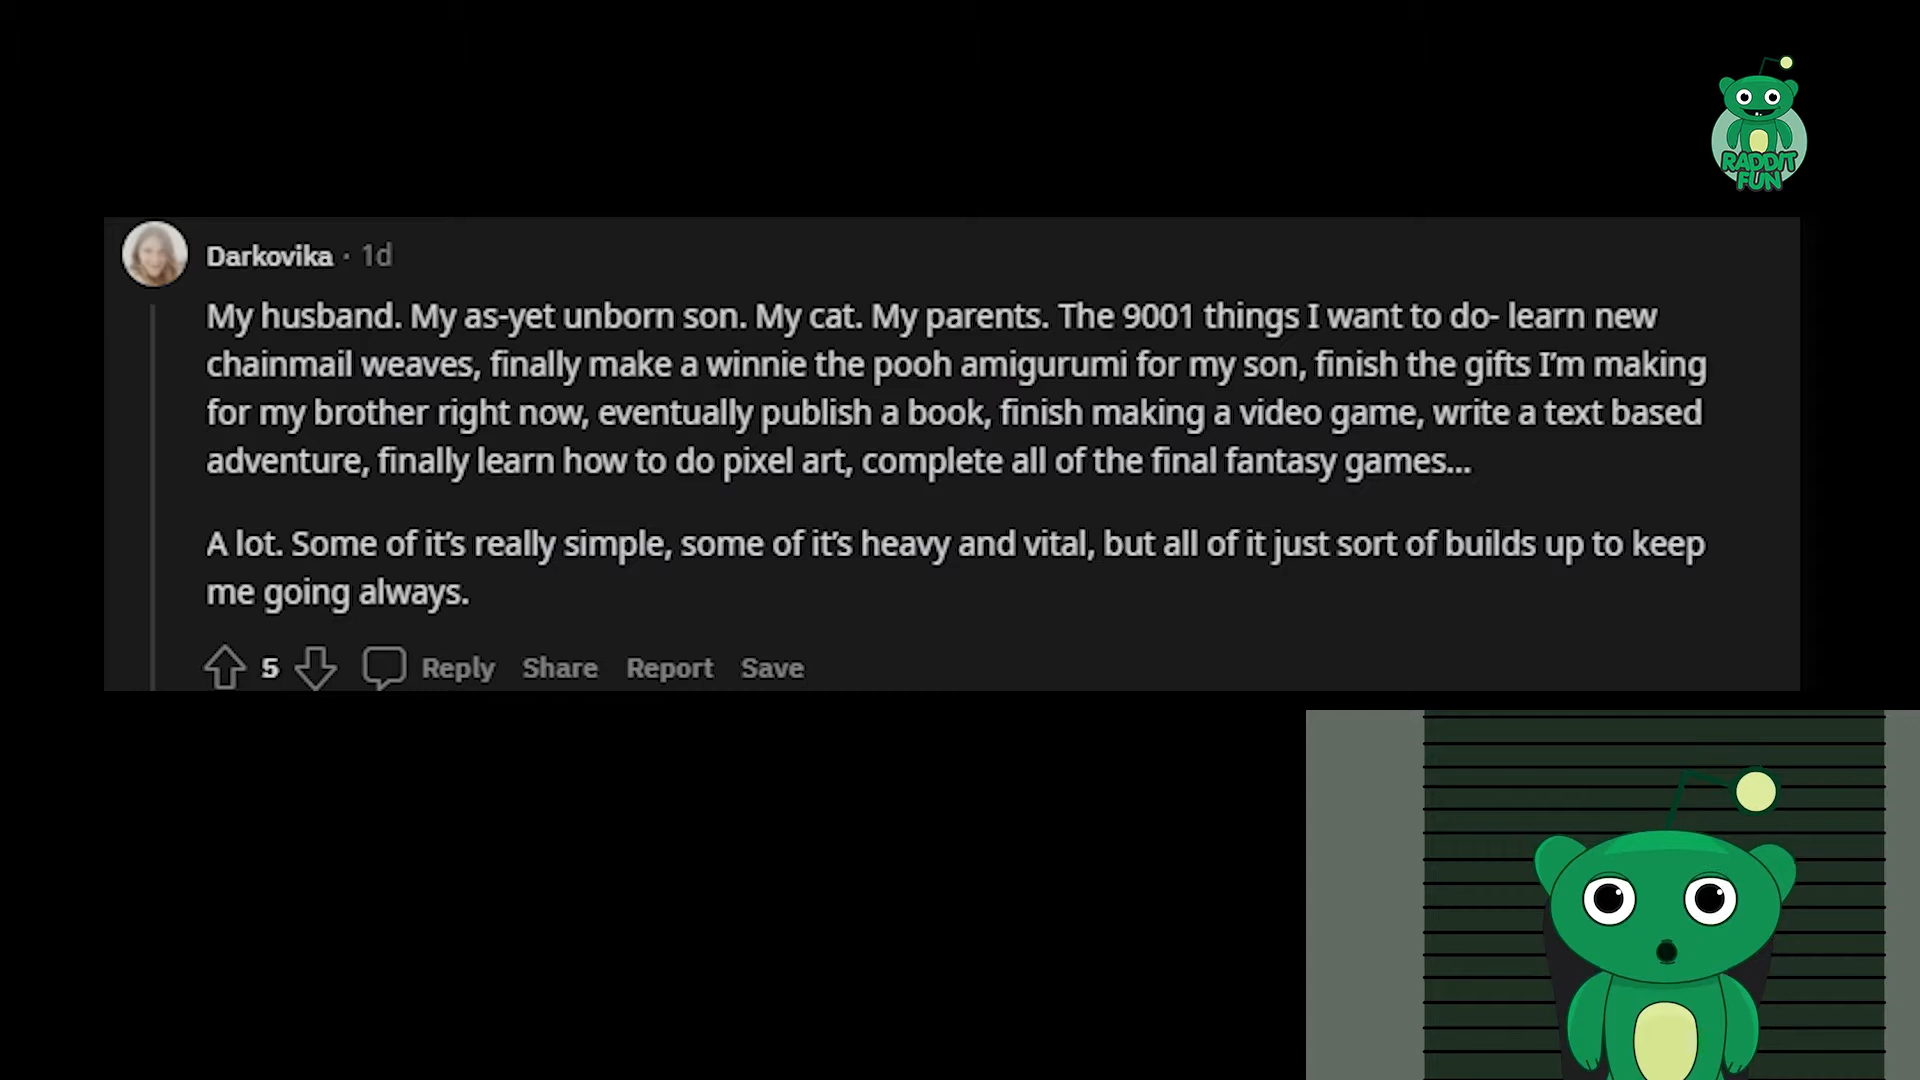 RADDIT
FUN
Darkovika · 1d
My husband. My as-yet unborn son. My cat. My parents. The 9001 things I want to do- learn new
chainmail weaves, finally make a winnie the pooh amigurumi for my son, finish the gifts I’m making
for my brother right now, eventually publish a book, finish making a video game, write a text based
adventure, finally learn how to do pixel art, complete all of the final fantasy games...
A lot. Some of it’s really simple, some of it’s heavy and vital, but all of it just sort of builds up to keep
me going always.
5 Reply Share Report Save